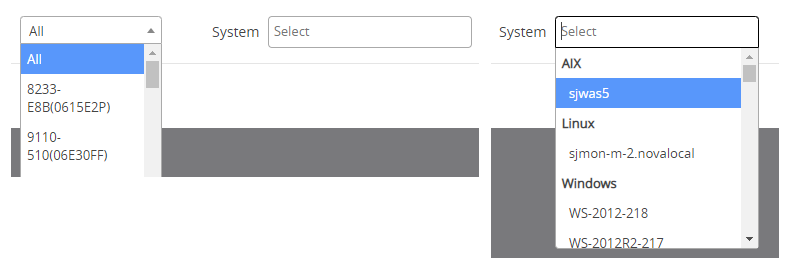 All
System
Select
All
8233-
E8B(0615E2P)
9110-
510(06E30FF)
System
Select
AIX
sjwas5
Linux
sjmon-m-2.novalocal
Windows
WS-2012-218
WS-2012R2-217